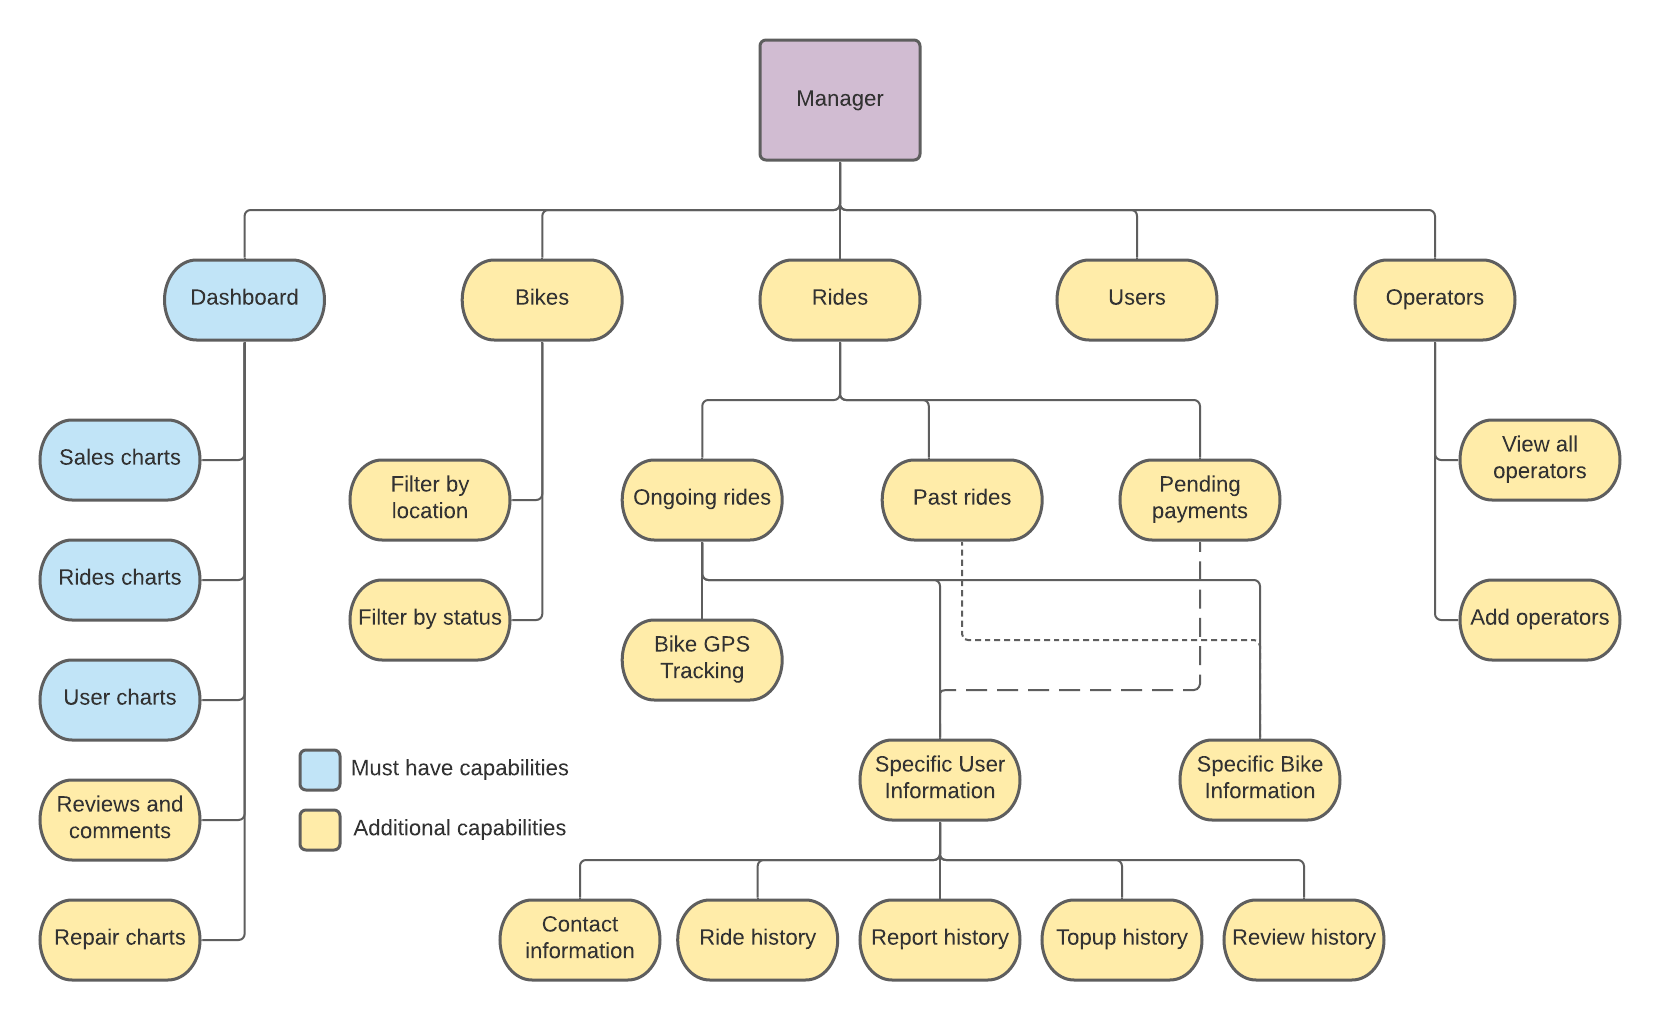 Manager
Dashboard
Bikes
Rides
Users
Operators
Sales charts
Rides charts
User charts
Reviews and
comments
Repair charts
Filter by
location
Filter by status
Ongoing rides
Past rides
Pending
payments
Bike GPS
Tracking
View all
operators
Add operators
Must have capabilities
Additional capabilities
Specific User
Information
Specific Bike
Information
Contact
information
Ride history
Report history
Topup history
Review history